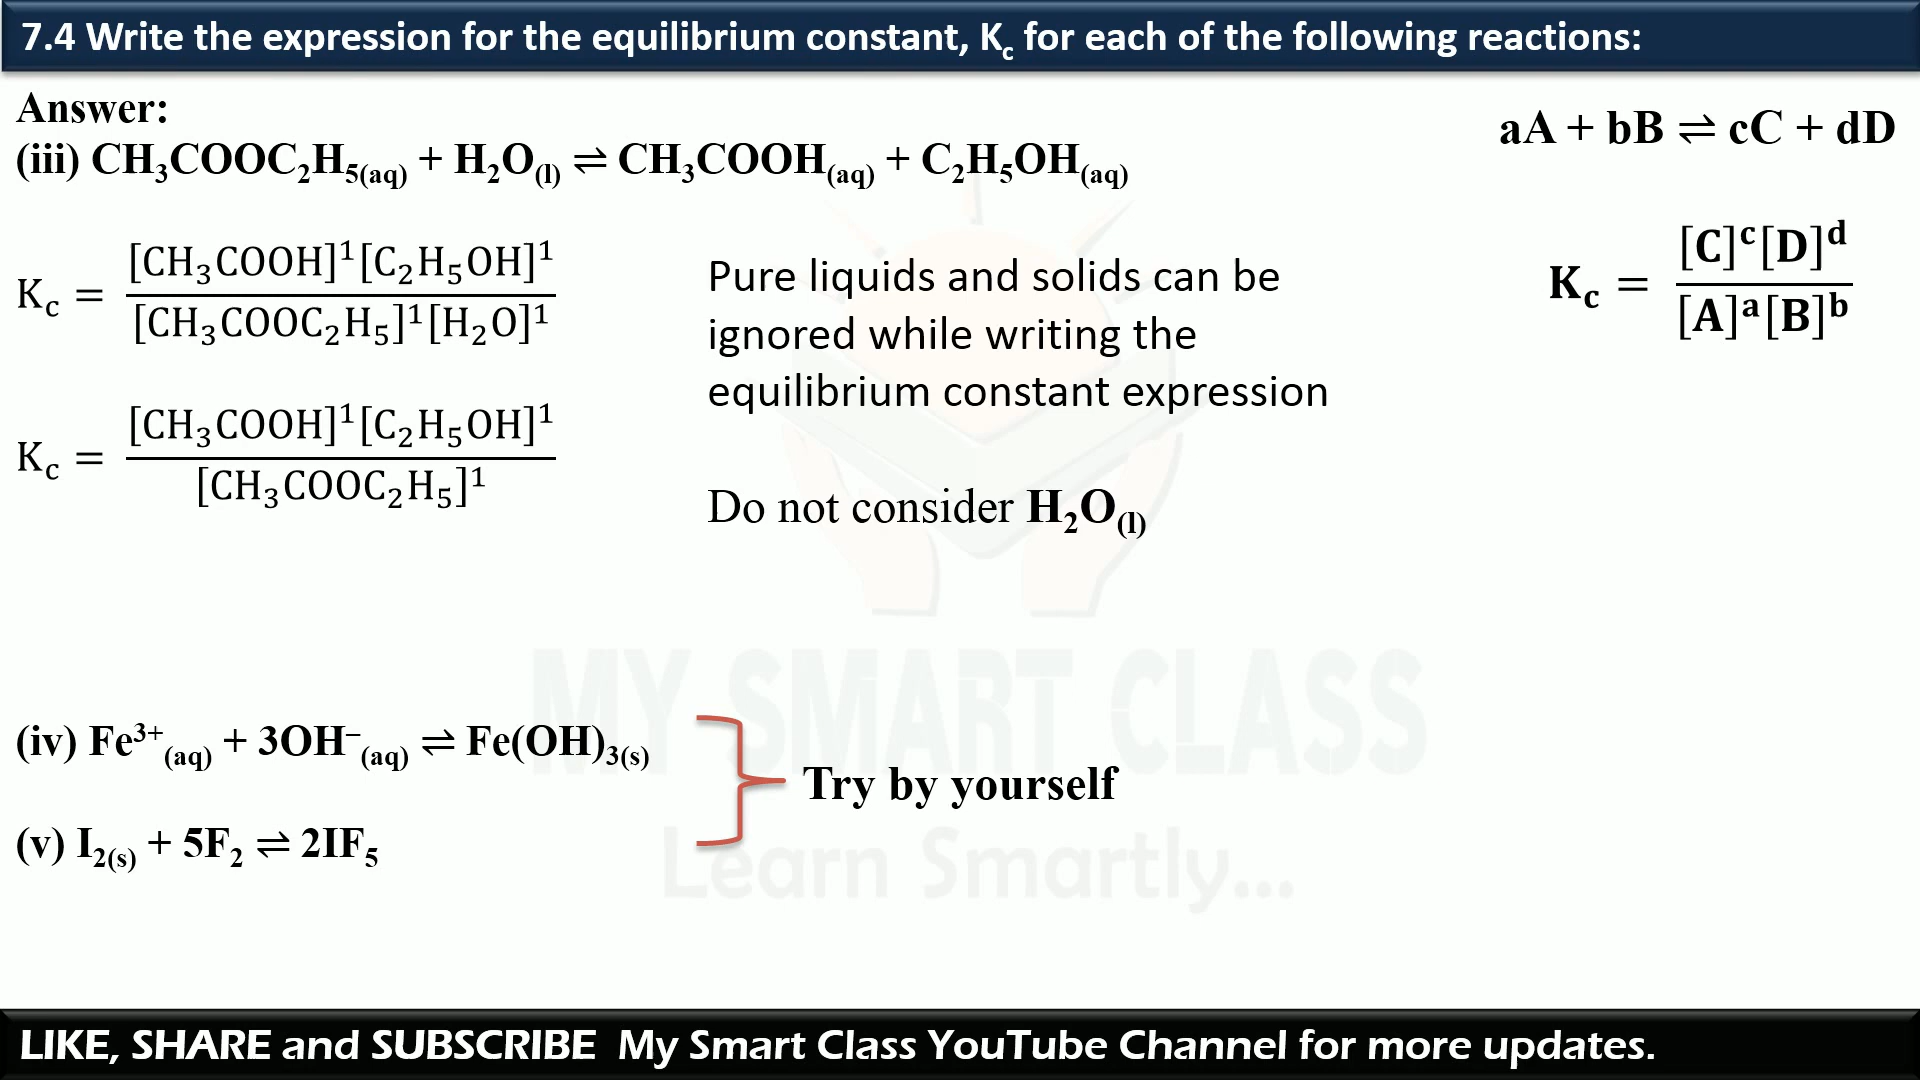 7.4 Write the expression for the equilibrium constant, Kc for each of the following reactions:
Answer:
(iii) CH₃COOC₂H₅(aq) + H₂O(l) ⇌ CH₃COOH(aq) + C₂H₅OH(aq)
aA + bB ⇌ cC + dD
Kc = [CH₃COOH]¹[C₂H₅OH]¹
[CH₃COOC₂H₅]¹[H₂O]¹
Kc = [CH₃COOH]¹[C₂H₅OH]¹
[CH₃COOC₂H₅]¹
Pure liquids and solids can be
ignored while writing the
equilibrium constant expression
Do not consider H₂O(l)
Kc = [C]ᶜ[D]ᵈ
[A]ᵃ[B]ᵇ
(iv) Fe³⁺(aq) + 3OH⁻(aq) ⇌ Fe(OH)₃(s)
(v) I₂(s) + 5F₂ ⇌ 2IF₅
Try by yourself
MY SMART CLASS
Learn Smartly...
LIKE, SHARE and SUBSCRIBE My Smart Class YouTube Channel for more updates.